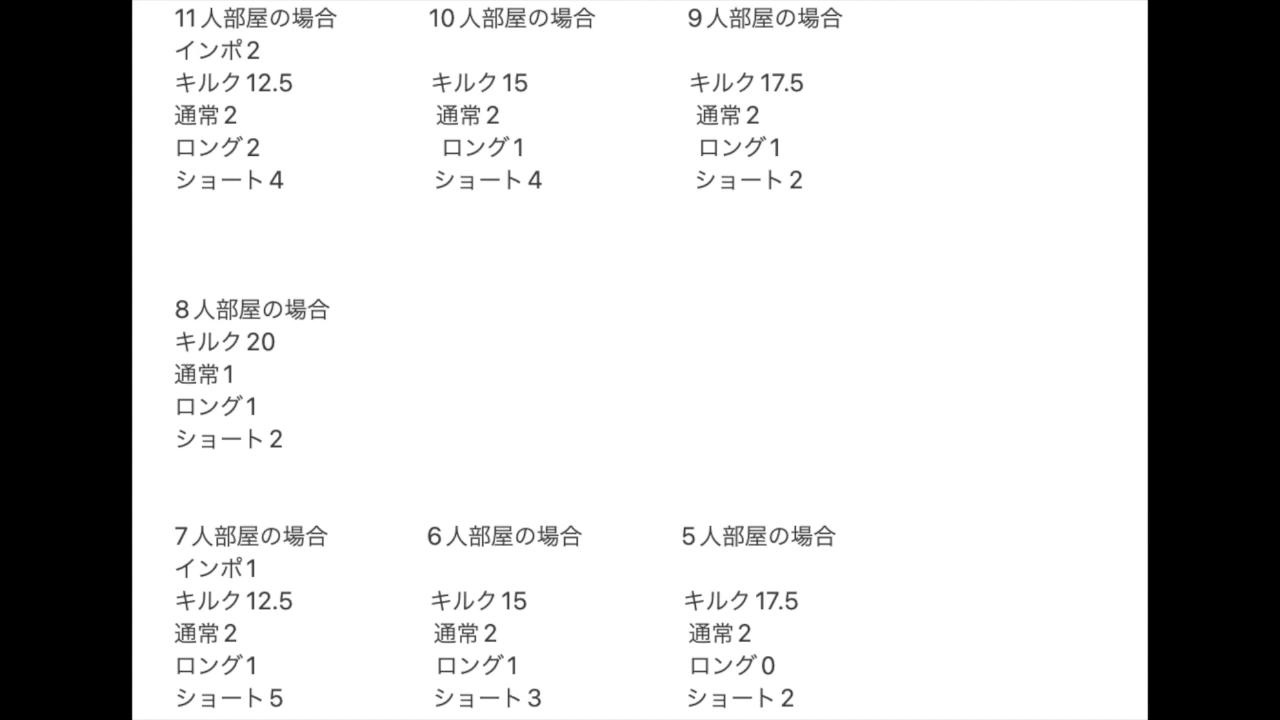 11人部屋の場合
インポ2
キルク12.5
通常2
ロング2
ショート4
10人部屋の場合
キルク15
通常2
ロング1
ショート4
9人部屋の場合
キルク17.5
通常2
ロング1
ショート2
8人部屋の場合
キルク20
通常1
ロング1
ショート2
7人部屋の場合
インポ1
キルク12.5
通常2
ロング1
ショート5
6人部屋の場合
キルク15
通常2
ロング1
ショート3
5人部屋の場合
キルク17.5
通常2
ロング0
ショート2